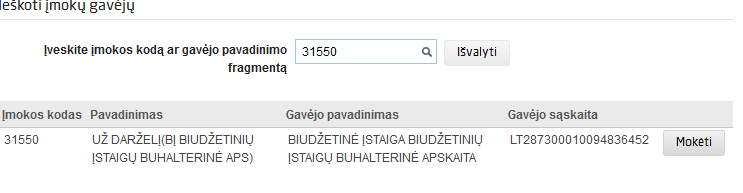 Ieškoti įmokų gavėjų
Įveskite įmokos kodą ar gavėjo pavadinimo fragmentą
31550
Išvalyti
Įmokos kodas Pavadinimas Gavėjo pavadinimas Gavėjo sąskaita
31550 UŽ DARŽELĮ(BĮ BIUDŽETINIŲ ĮSTAIGŲ BUHALTERINĖ APS) BIUDŽETINĖ ĮSTAIGA BIUDŽETINIŲ ĮSTAIGŲ BUHALTERINĖ APSKAITA LT287300010094836452 Mokėti